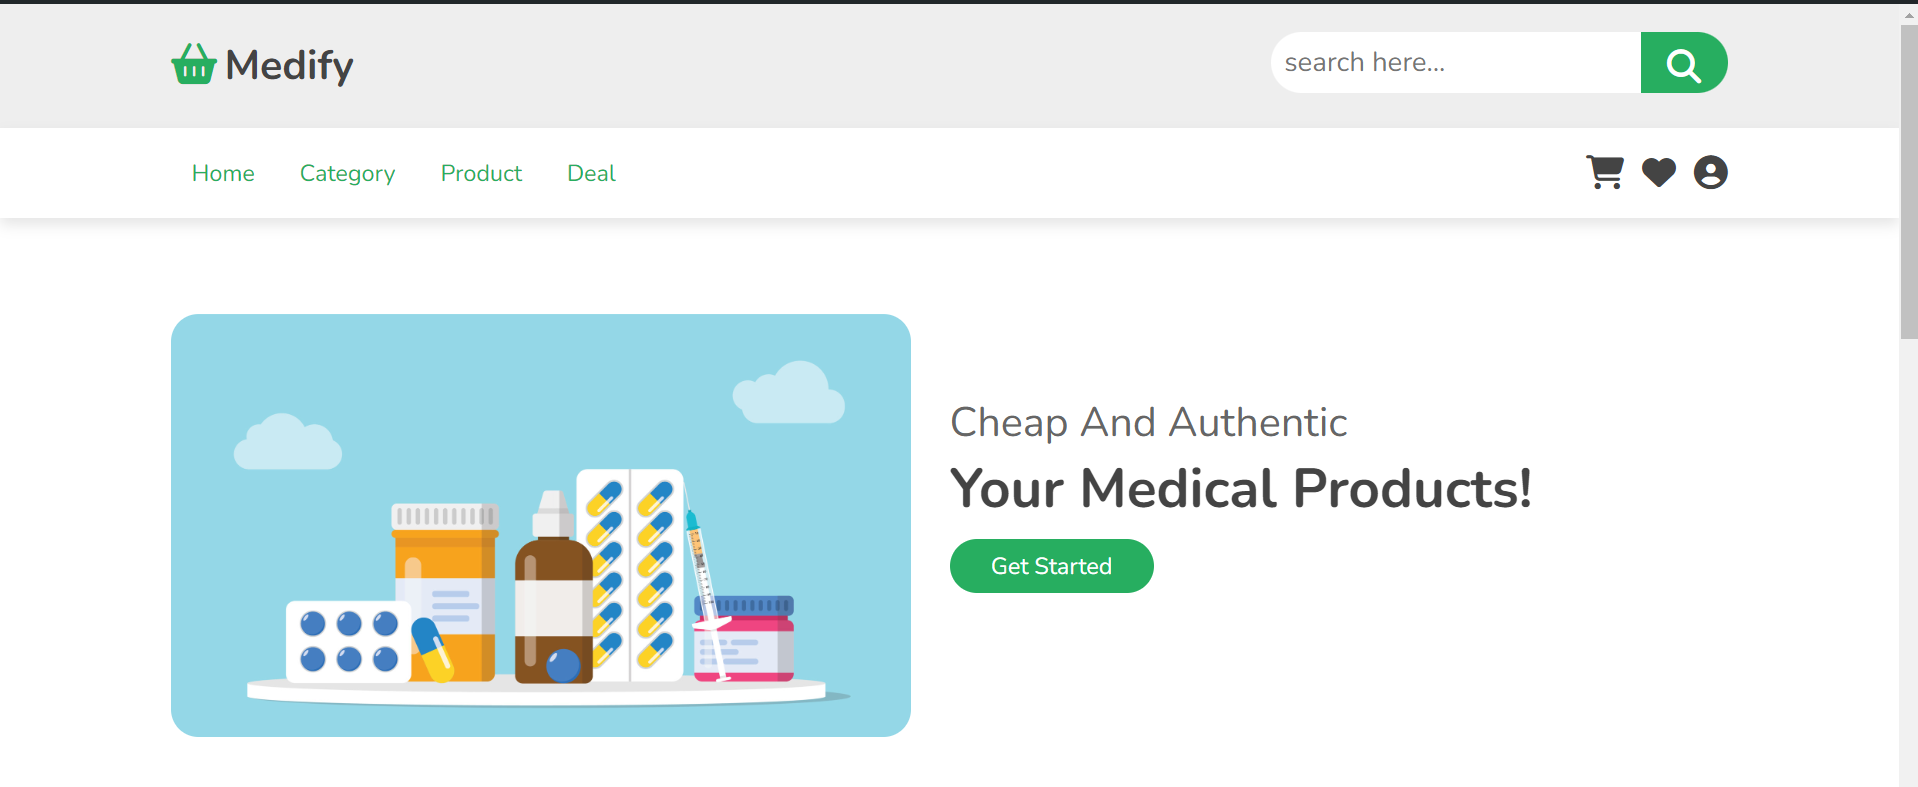 Medify
search here...
Home Category Product Deal
Cheap And Authentic
Your Medical Products!
Get Started